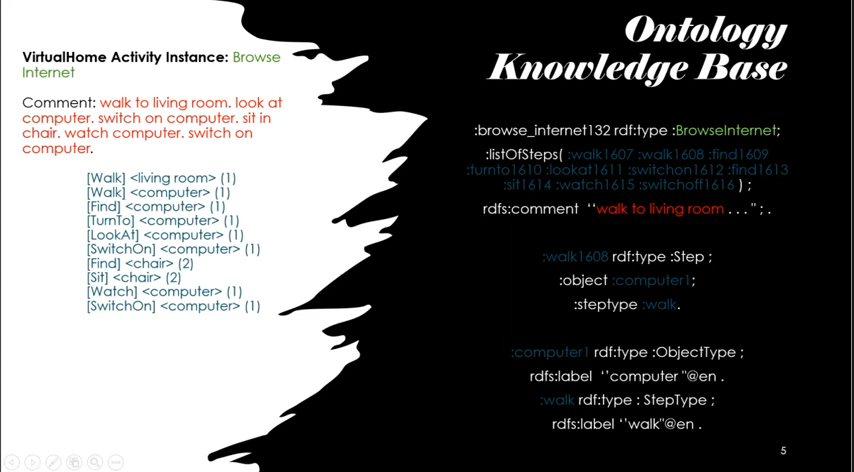 VirtualHome Activity Instance: Browse
Internet
Comment: walk to living room. look at
computer. switch on computer. sit in
chair. watch computer. switch on
computer.
[Walk] <living room> (1)
[Walk] <computer> (1)
[Find] <computer> (1)
[TurnTo] <computer> (1)
[LookAt] <computer> (1)
[SwitchOn] <computer> (1)
[Find] <chair> (2)
[Sit] <chair> (2)
[Watch] <computer> (1)
[SwitchOn] <computer> (1)
Ontology
Knowledge Base
:browse_internet132 rdf:type :BrowseInternet;
:listOfSteps( :walk1607 :walk1608 :find1609
:turnto1610 :lookat1611 :switchon1612 :find1613
:sit1614 :watch1615 :switchoff1616 ) ;
rdfs:comment ‘‘walk to living room . . . " ; .
:walk1608 rdf:type :Step ;
:object :computer1;
:steptype :walk.
:computer1 rdf:type :ObjectType ;
rdfs:label ‘’computer "@en .
:walk rdf:type : StepType ;
rdfs:label ‘’walk"@en .
5